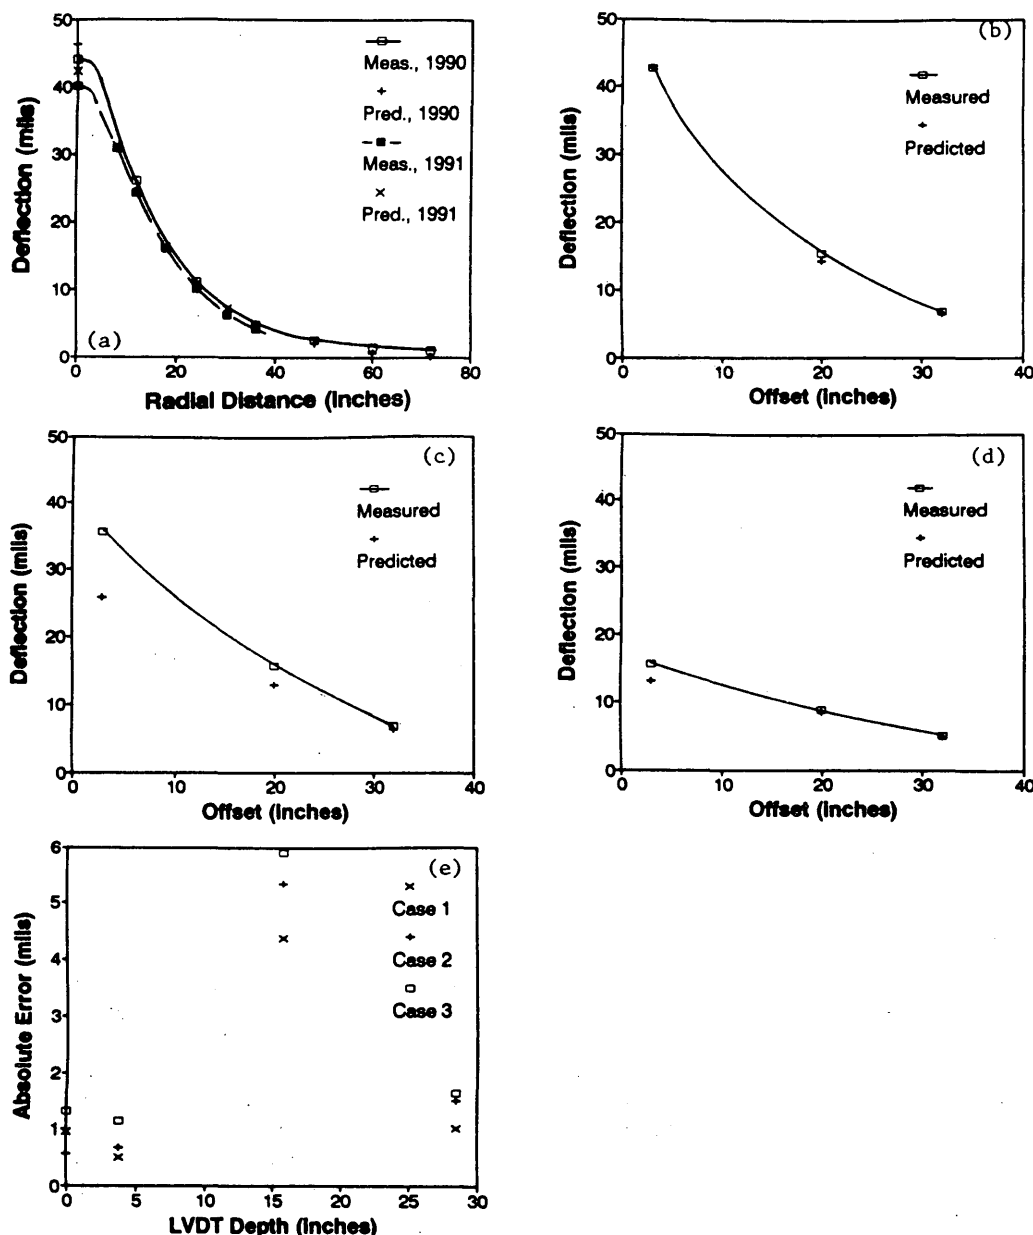 50
40
30
20
10
0
Deflection (mils)
Meas., 1990
Pred., 1990
Meas., 1991
Pred., 1991
(a)
0 20 40 60 80
Radial Distance (Inches)
(b)
50
40
30
20
10
0
Deflection (mils)
Measured
Predicted
0 10 20 30 40
Offset (Inches)
(c)
50
40
30
20
10
0
Deflection (mils)
Measured
Predicted
0 10 20 30 40
Offset (Inches)
(d)
50
40
30
20
10
0
Deflection (mils)
Measured
Predicted
0 10 20 30 40
Offset (Inches)
(e)
6
5
4
3
2
1
0
Absolute Error (mils)
Case 1
Case 2
Case 3
0 5 10 15 20 25 30
LVDT Depth (Inches)